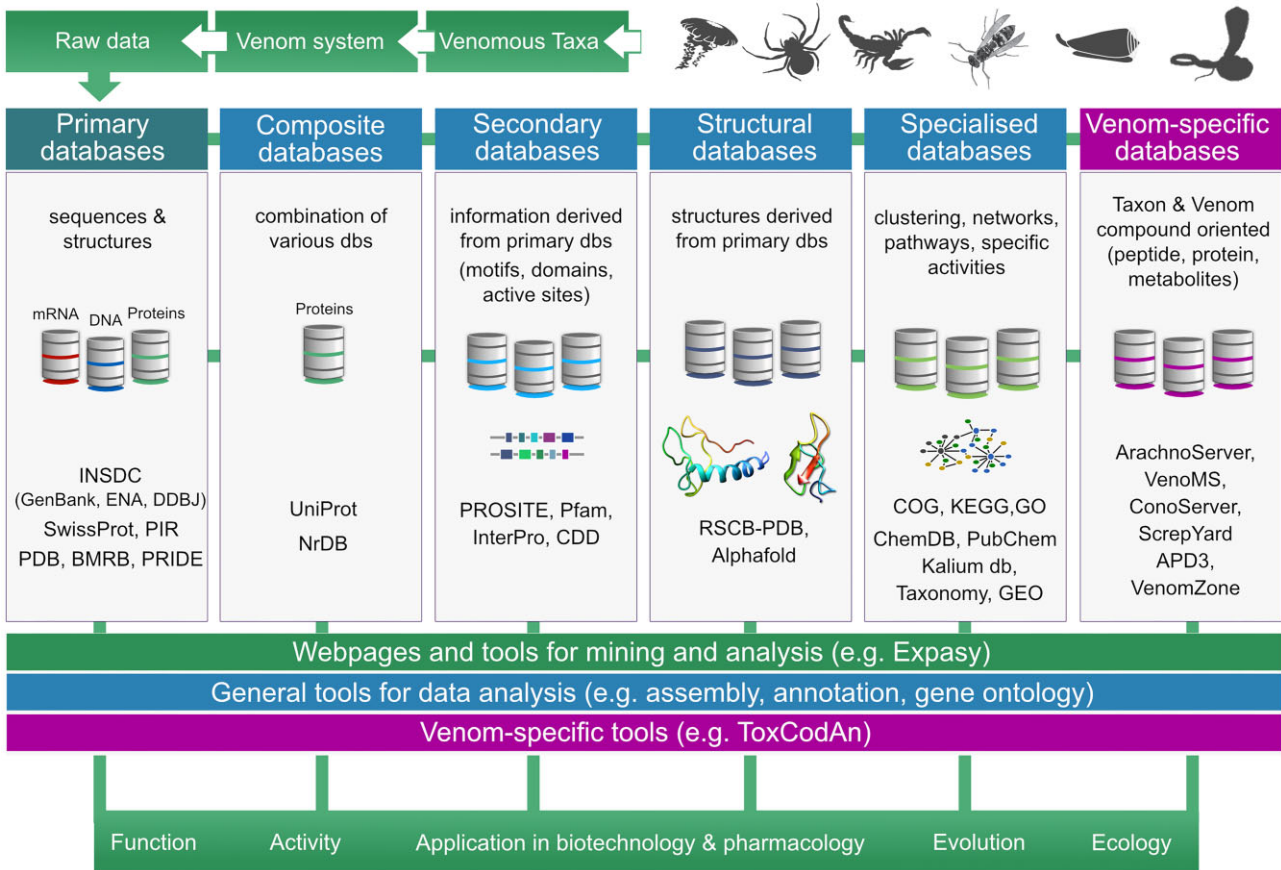 Raw data
Venom system
Venomous Taxa
Primary
databases
sequences &
structures
mRNA
DNA
Proteins
INSDC
(GenBank, ENA, DDBJ)
SwissProt, PIR
PDB, BMRB, PRIDE
Composite
databases
combination of
various dbs
Proteins
UniProt
NrDB
Secondary
databases
information derived
from primary dbs
(motifs, domains,
active sites)
PROSITE, Pfam,
InterPro, CDD
Structural
databases
structures derived
from primary dbs
RSCB-PDB,
Alphafold
Specialised
databases
clustering, networks,
pathways, specific
activities
COG, KEGG,GO
ChemDB, PubChem
Kalium db,
Taxonomy, GEO
Venom-specific
databases
Taxon & Venom
compound oriented
(peptide, protein,
metabolites)
ArachnoServer,
VenoMS,
ConoServer,
ScrepYard
APD3,
VenomZone
Webpages and tools for mining and analysis (e.g. Expasy)
General tools for data analysis (e.g. assembly, annotation, gene ontology)
Venom-specific tools (e.g. ToxCodAn)
Function
Activity
Application in biotechnology & pharmacology
Evolution
Ecology